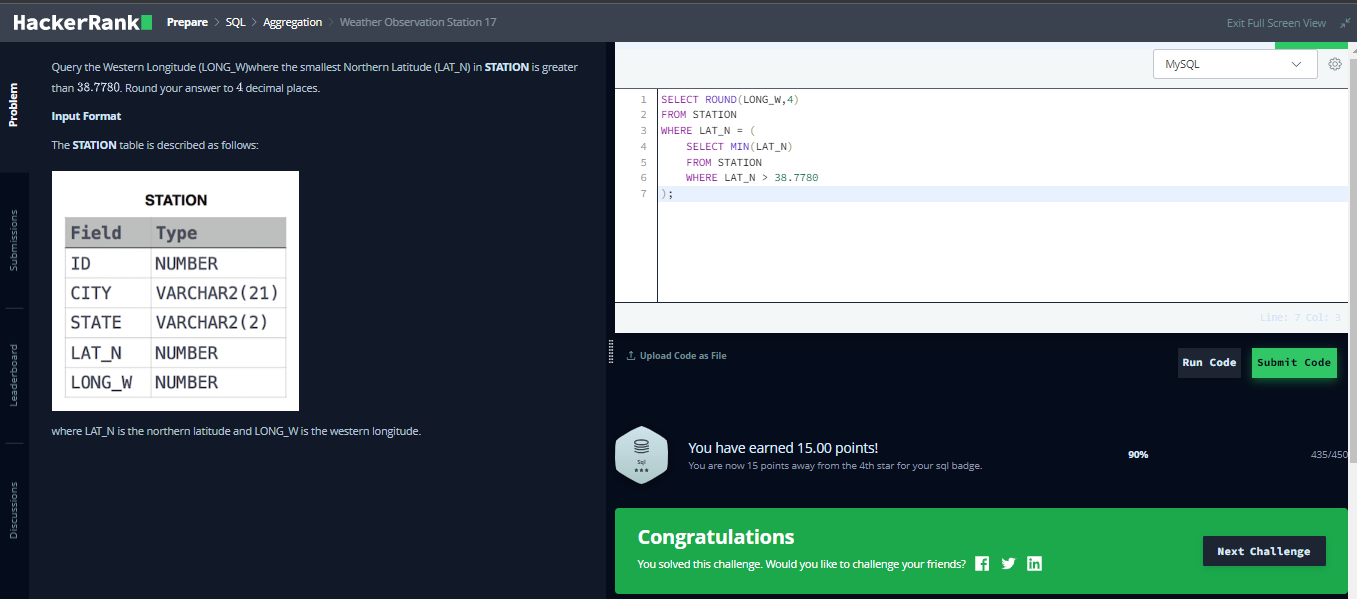 HackerRank
Prepare > SQL > Aggregation > Weather Observation Station 17
Exit Full Screen View
Problem
Submissions
Leaderboard
Discussions
Query the Western Longitude (LONG_W)where the smallest Northern Latitude (LAT_N) in STATION is greater
than 38.7780. Round your answer to 4 decimal places.
Input Format
The STATION table is described as follows:
STATION
Field Type
ID NUMBER
CITY VARCHAR2(21)
STATE VARCHAR2(2)
LAT_N NUMBER
LONG_W NUMBER
where LAT_N is the northern latitude and LONG_W is the western longitude.
MySQL
1 SELECT ROUND(LONG_W,4)
2 FROM STATION
3 WHERE LAT_N = (
4 SELECT MIN(LAT_N)
5 FROM STATION
6 WHERE LAT_N > 38.7780
7 );
Line: 7 Col: 3
Upload Code as File
Run Code
Submit Code
Sql
You have earned 15.00 points!
You are now 15 points away from the 4th star for your sql badge.
90%
435/450
Congratulations
You solved this challenge. Would you like to challenge your friends?
Next Challenge